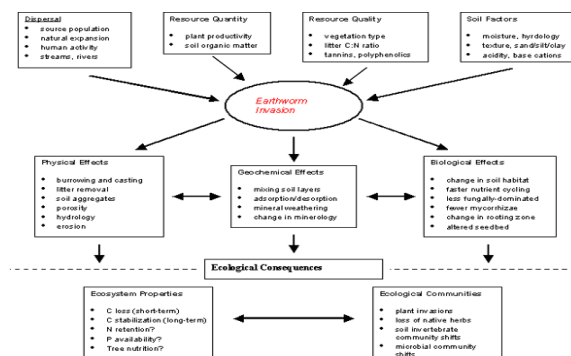 Dispersal
source population
natural expansion
human activity
streams, rivers
Resource Quantity
plant productivity
soil organic matter
Resource Quality
vegetation type
litter C:N ratio
tannins, polyphenolics
Soil Factors
moisture, hyrdology
texture, sand/silt/clay
acidity, base cations
Earthworm
Invasion
Physical Effects
burrowing and casting
litter removal
soil aggregates
porosity
hydrology
erosion
Geochemical Effects
mixing soil layers
adsorption/desorption
mineral weathering
change in minerology
Biological Effects
change in soil habitat
faster nutrient cycling
less fungally-dominated
fewer mycorrhizae
change in rooting zone
altered seedbed
Ecological Consequences
Ecosystem Properties
C loss (short-term)
C stabilization (long-term)
N retention?
P availability?
Tree nutrition?
Ecological Communities
plant invasions
loss of native herbs
soil invertebrate
community shifts
microbial community
shifts